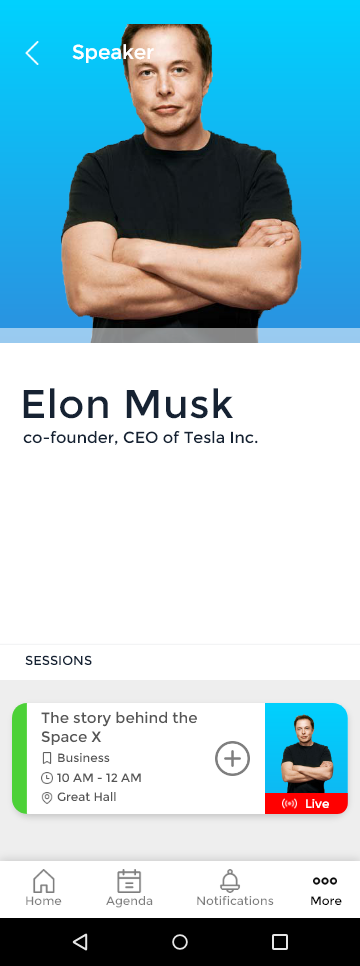 Speaker
Elon Musk
co-founder, CEO of Tesla Inc.
SESSIONS
The story behind the
Space X
Business
10 AM - 12 AM
Great Hall
Live
Home
Agenda
Notifications
More